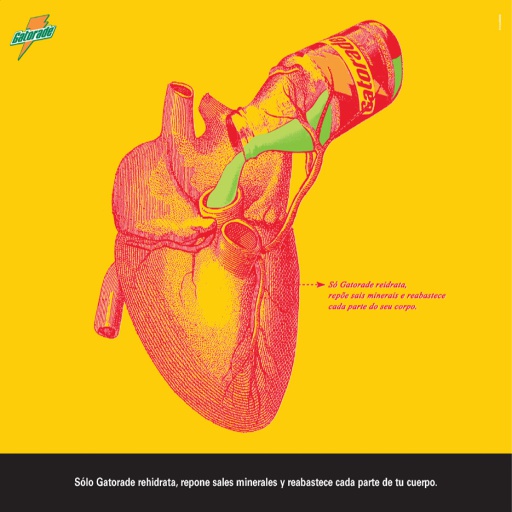 Gatorade
Gatorade
Só Gatorade reidrata,
repõe sais minerais e reabastece
cada parte do seu corpo.
Sólo Gatorade rehidrata, repone sales minerales y reabastece cada parte de tu cuerpo.